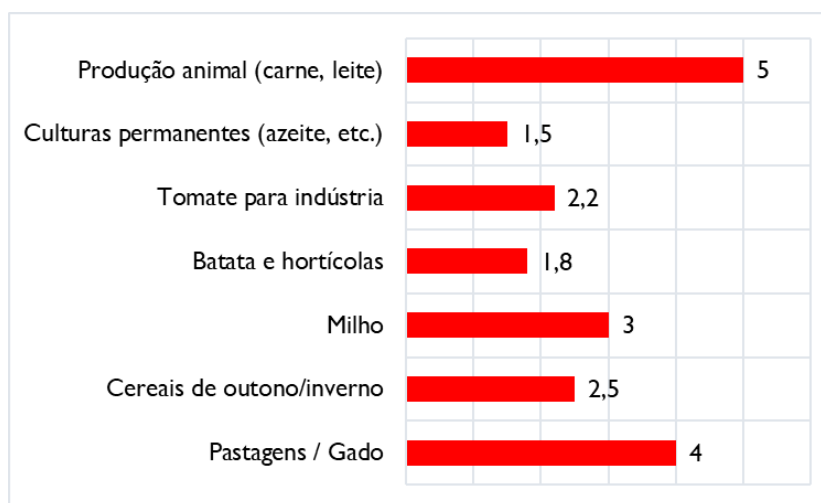 Produção animal (carne, leite) 5
Culturas permanentes (azeite, etc.) 1,5
Tomate para indústria 2,2
Batata e hortícolas 1,8
Milho 3
Cereais de outono/inverno 2,5
Pastagens / Gado 4